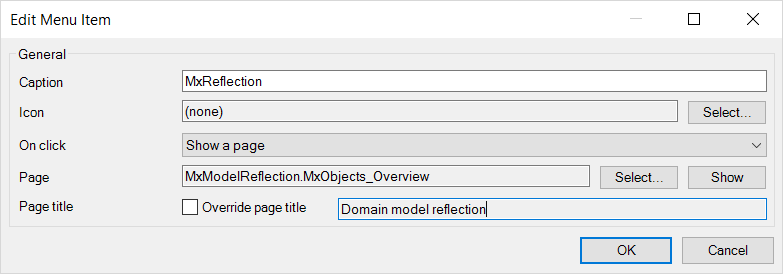 Edit Menu Item
General
Caption MxReflection
Icon (none) Select...
On click Show a page
Page MxModelReflection.MxObjects_Overview Select... Show
Page title Override page title Domain model reflection
OK Cancel